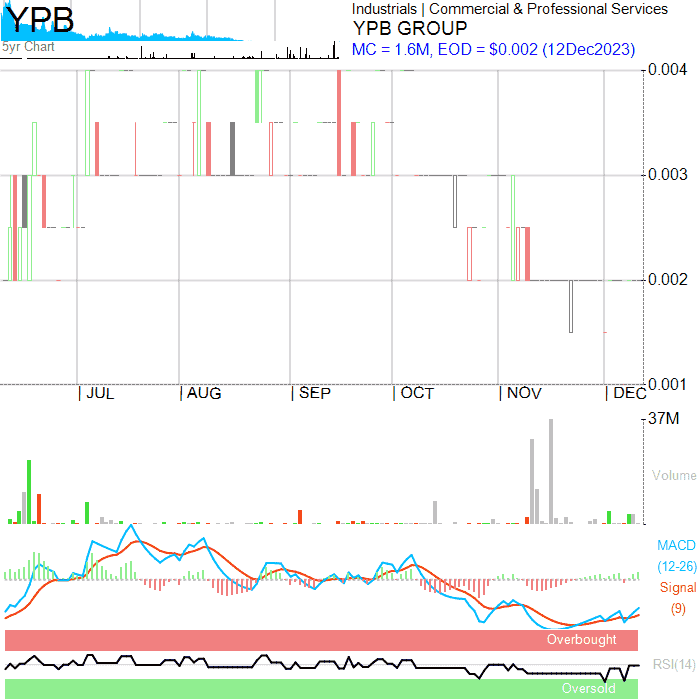 YPB
Industrials | Commercial & Professional Services
YPB GROUP
5yr Chart
MC = 1.6M, EOD = $0.002 (12Dec2023)
0.004
0.003
0.002
0.001
| JUL | AUG | SEP | OCT | NOV | DEC
37M
Volume
MACD
(12-26)
Signal
(9)
Overbought
RSI(14)
Oversold